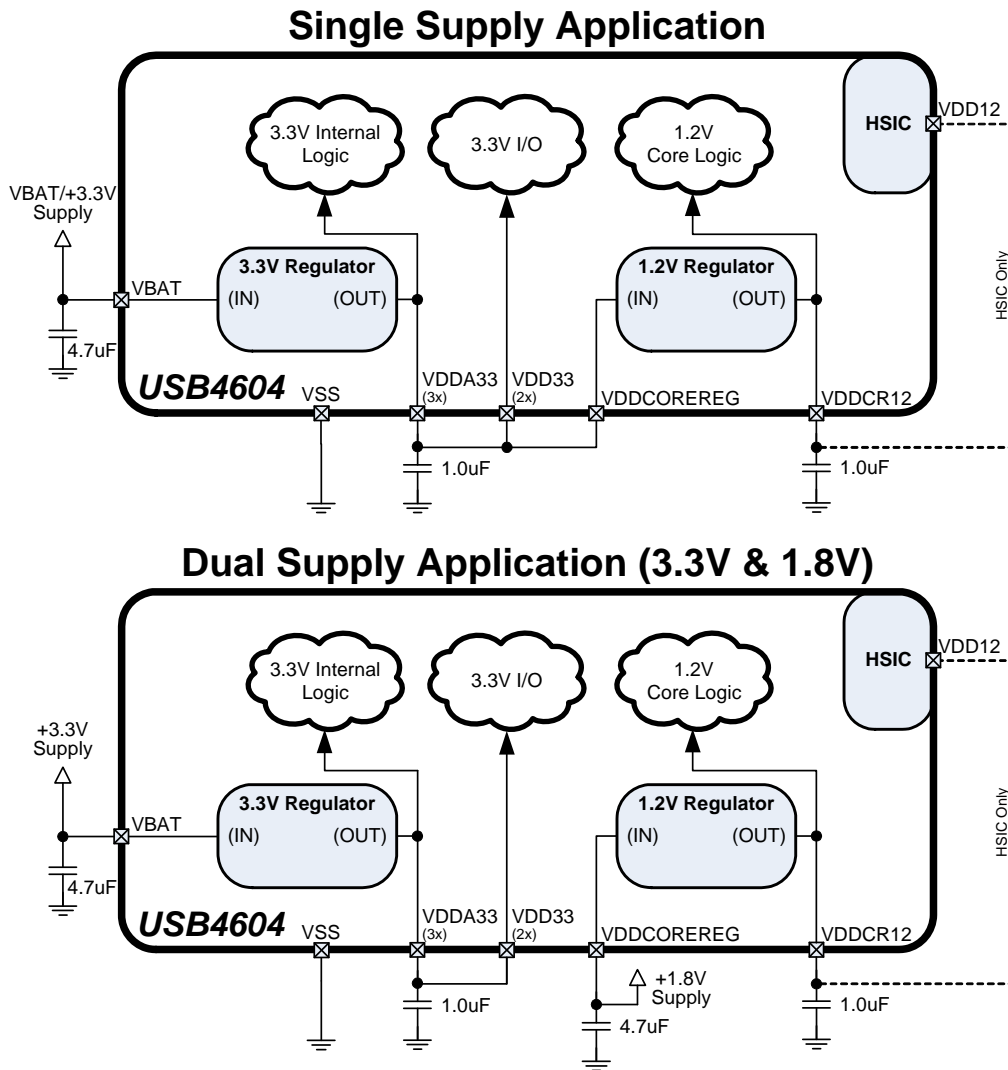 Single Supply Application
HSIC
VDD12
3.3V Internal
Logic
3.3V I/O
1.2V
Core Logic
VBAT/+3.3V
Supply
HSIC Only
3.3V Regulator
(IN)
(OUT)
1.2V Regulator
(IN)
(OUT)
VBAT
4.7uF
USB4604
VSS
VDDA33
(3x)
VDD33
(2x)
VDDCOREREG
VDDCR12
1.0uF
1.0uF
Dual Supply Application (3.3V & 1.8V)
HSIC
VDD12
3.3V Internal
Logic
3.3V I/O
1.2V
Core Logic
+3.3V
Supply
HSIC Only
3.3V Regulator
(IN)
(OUT)
1.2V Regulator
(IN)
(OUT)
VBAT
4.7uF
USB4604
VSS
VDDA33
(3x)
VDD33
(2x)
VDDCOREREG
VDDCR12
1.0uF
+1.8V
Supply
4.7uF
1.0uF